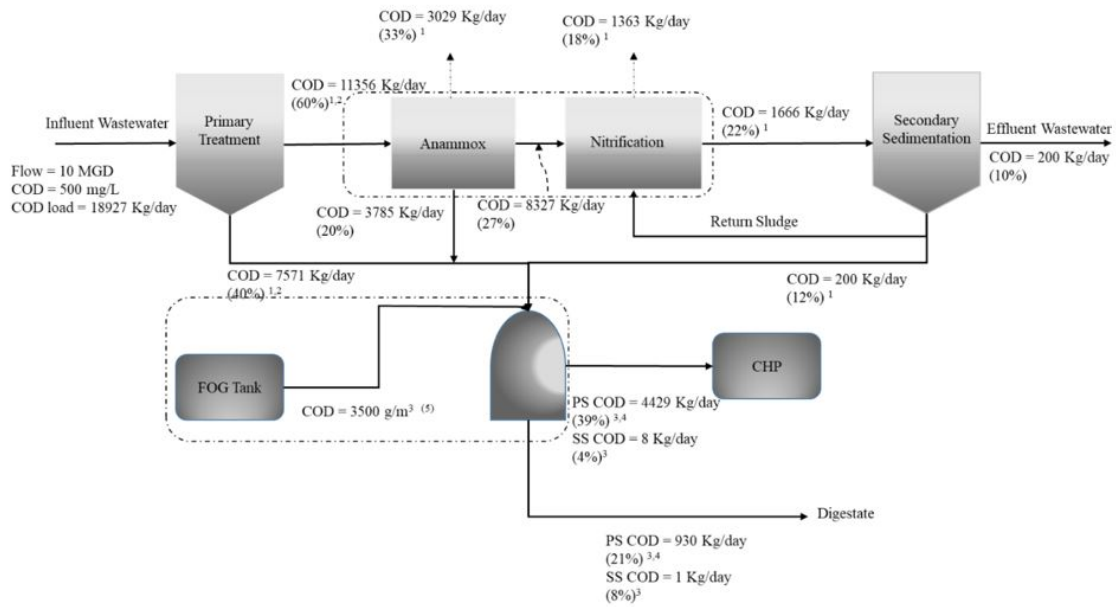 COD = 3029 Kg/day
(33%) 1
COD = 1363 Kg/day
(18%) 1
COD = 11356 Kg/day
(60%)1,2
Influent Wastewater
Primary
Treatment
Anammox
Nitrification
COD = 1666 Kg/day
(22%) 1
Secondary
Sedimentation
Effluent Wastewater
COD = 200 Kg/day
(10%)
Flow = 10 MGD
COD = 500 mg/L
COD load = 18927 Kg/day
COD = 3785 Kg/day
(20%)
COD = 8327 Kg/day
(27%)
Return Sludge
COD = 7571 Kg/day
(40%) 1,2
COD = 200 Kg/day
(12%) 1
FOG Tank
COD = 3500 g/m3 (5)
CHP
PS COD = 4429 Kg/day
(39%) 3,4
SS COD = 8 Kg/day
(4%)3
Digestate
PS COD = 930 Kg/day
(21%) 3,4
SS COD = 1 Kg/day
(8%)3